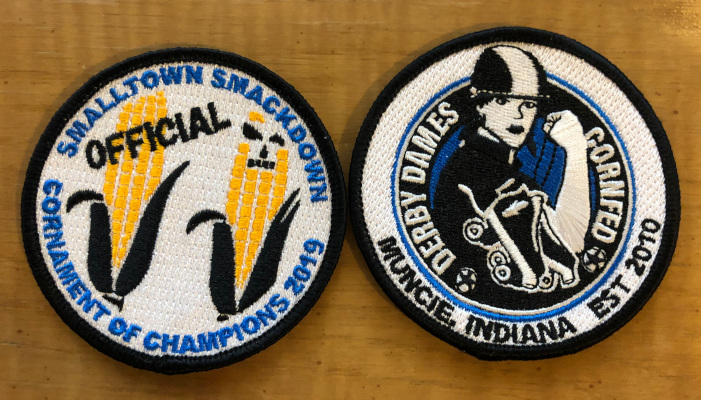 SMALLTOWN SMACKDOWN
OFFICIAL
CORNAMENT OF CHAMPIONS 2019
CORNFED
DERBY DAMES
MUNCIE, INDIANA EST 2010